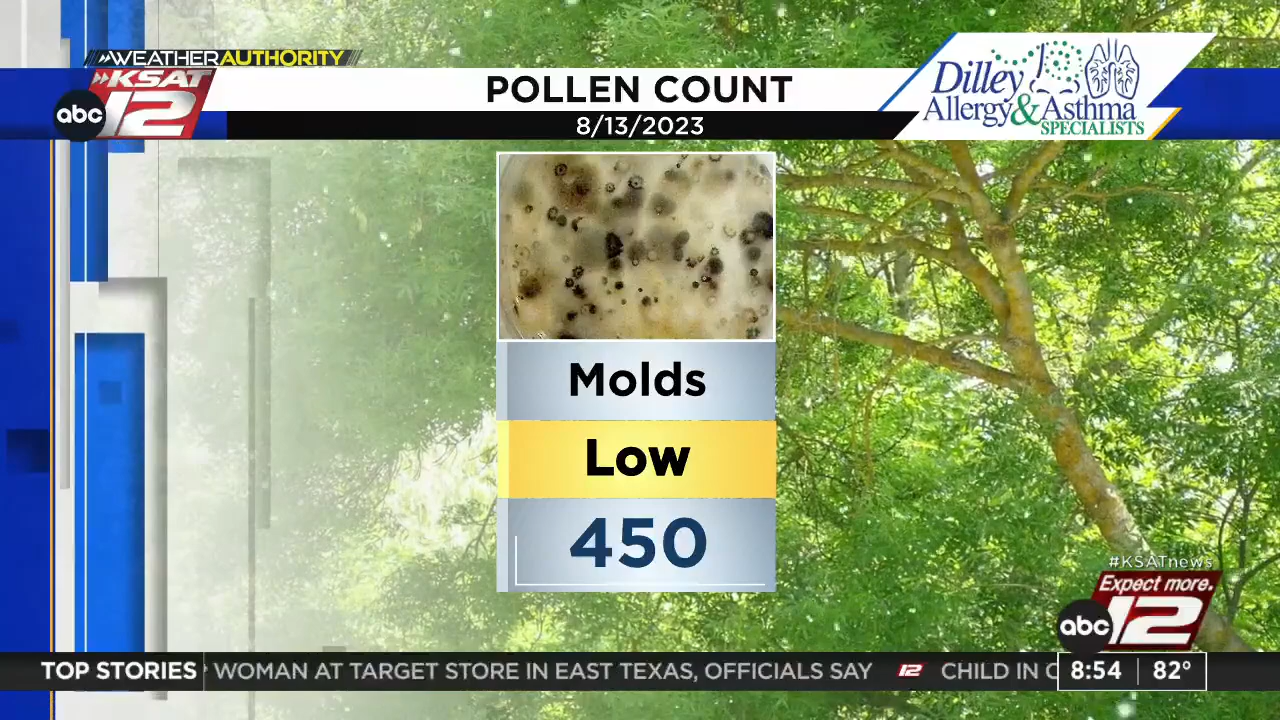 WEATHERAUTHORITY
KSAT
abc 12
POLLEN COUNT
8/13/2023
Dilley
Allergy&Asthma
SPECIALISTS
Molds
Low
450
#KSATnews
Expect more.
abc 12
TOP STORIES WOMAN AT TARGET STORE IN EAST TEXAS, OFFICIALS SAY 12 CHILD IN 8:54 82°